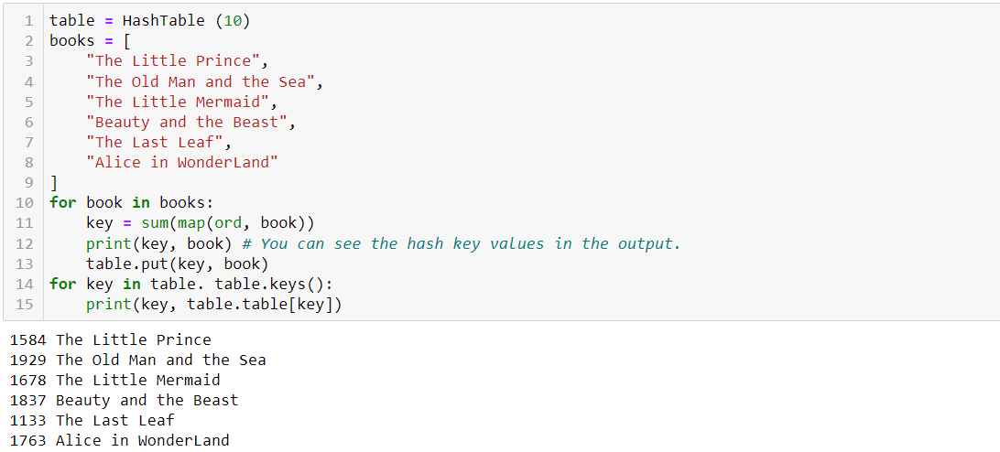 1 table = HashTable (10)
2 books = [
3     "The Little Prince",
4     "The Old Man and the Sea",
5     "The Little Mermaid",
6     "Beauty and the Beast",
7     "The Last Leaf",
8     "Alice in WonderLand"
9 ]
10 for book in books:
11     key = sum(map(ord, book))
12     print(key, book) # You can see the hash key values in the output.
13     table.put(key, book)
14 for key in table. table.keys():
15     print(key, table.table[key])
1584 The Little Prince
1929 The Old Man and the Sea
1678 The Little Mermaid
1837 Beauty and the Beast
1133 The Last Leaf
1763 Alice in WonderLand